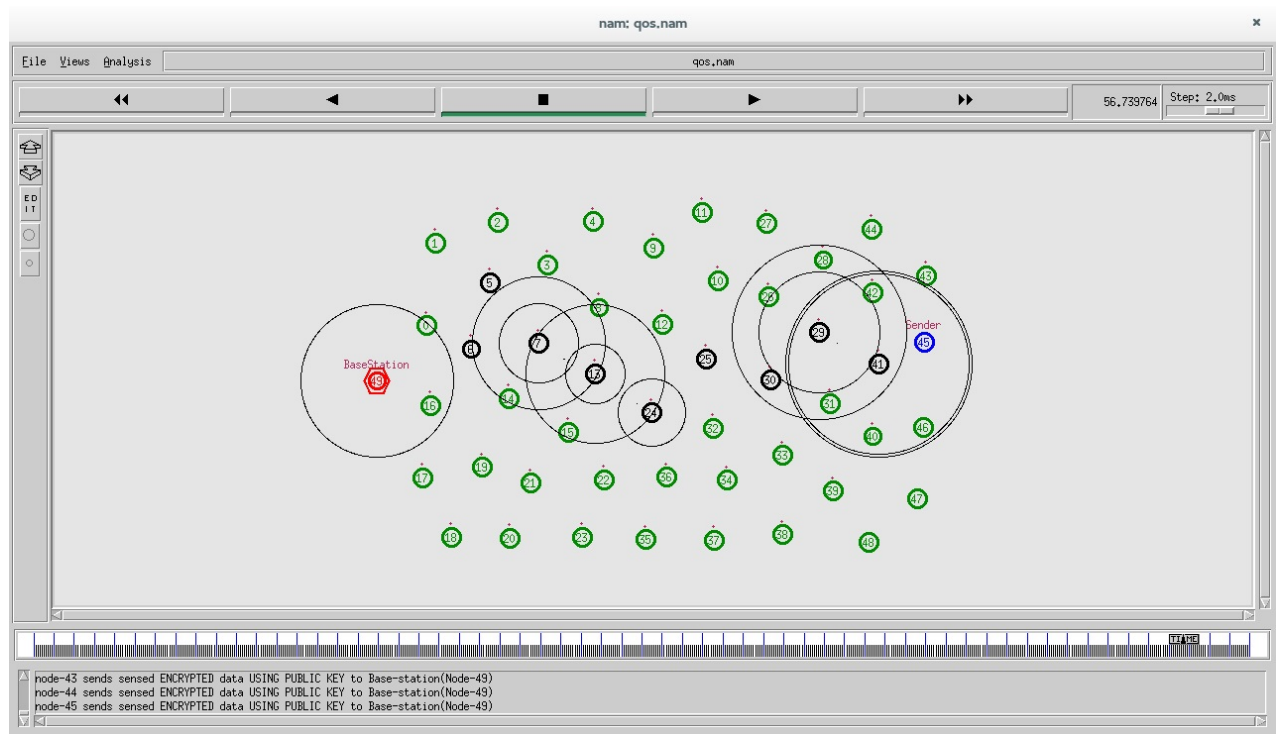 nam: qos.nam
×
File Views Analysis qos.nam
56.739764 Step: 2.0ms
ED
IT
11
2 4 27
44
1 9
3 28
43
5 10
26 42
8
0 12
29 Sender
7 45
6
25
BaseStation 41
13
49 30
14 31
16
24
15 32 46
40
33
19
17 21 22 36 34
39
47
18 20 23 35 37 38
48
TIME
node-43 sends sensed ENCRYPTED data USING PUBLIC KEY to Base-station(Node-49)
node-44 sends sensed ENCRYPTED data USING PUBLIC KEY to Base-station(Node-49)
node-45 sends sensed ENCRYPTED data USING PUBLIC KEY to Base-station(Node-49)